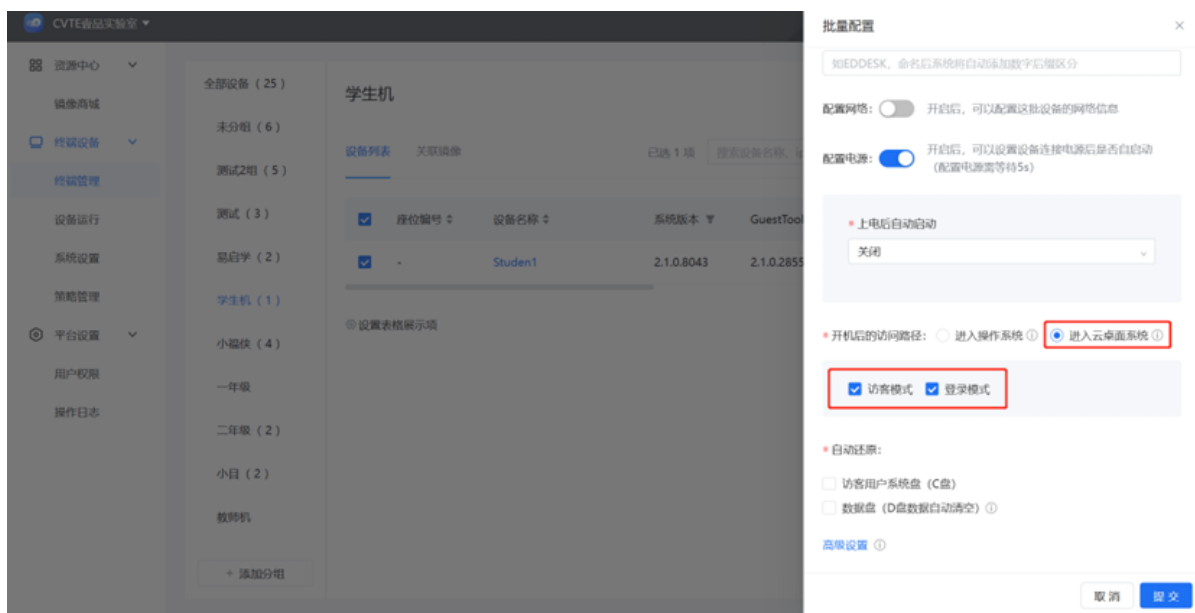 CVTE睿品实验室
资源中心
镜像商城
终端设备
终端管理
设备运行
系统设置
策略管理
平台设置
用户权限
操作日志
全部设备（25）
未分组（6）
测试2组（5）
测试（3）
易启学（2）
学生机（1）
小福侠（4）
一年级
二年级（2）
小目（2）
教师机
+ 添加分组
学生机
设备列表 关联镜像 已选 1 项 搜索设备名称、ip
座位编号 设备名称 系统版本 GuestTool
- Studen1 2.1.0.8043 2.1.0.2855
设置表格展示项
批量配置
如EDDESK，命名后系统将自动添加数字后缀区分
配置网络： 开启后，可以配置这批设备的网络信息
配置电源： 开启后，可以设置设备连接电源后是否自启动
（配置电源需等待5s）
* 上电后自动启动
关闭
* 开机后的访问路径： 进入操作系统 进入云桌面系统
访客模式 登录模式
* 自动还原：
访客用户系统盘（C盘）
数据盘（D盘数据自动清空）
高级设置
取 消 提 交